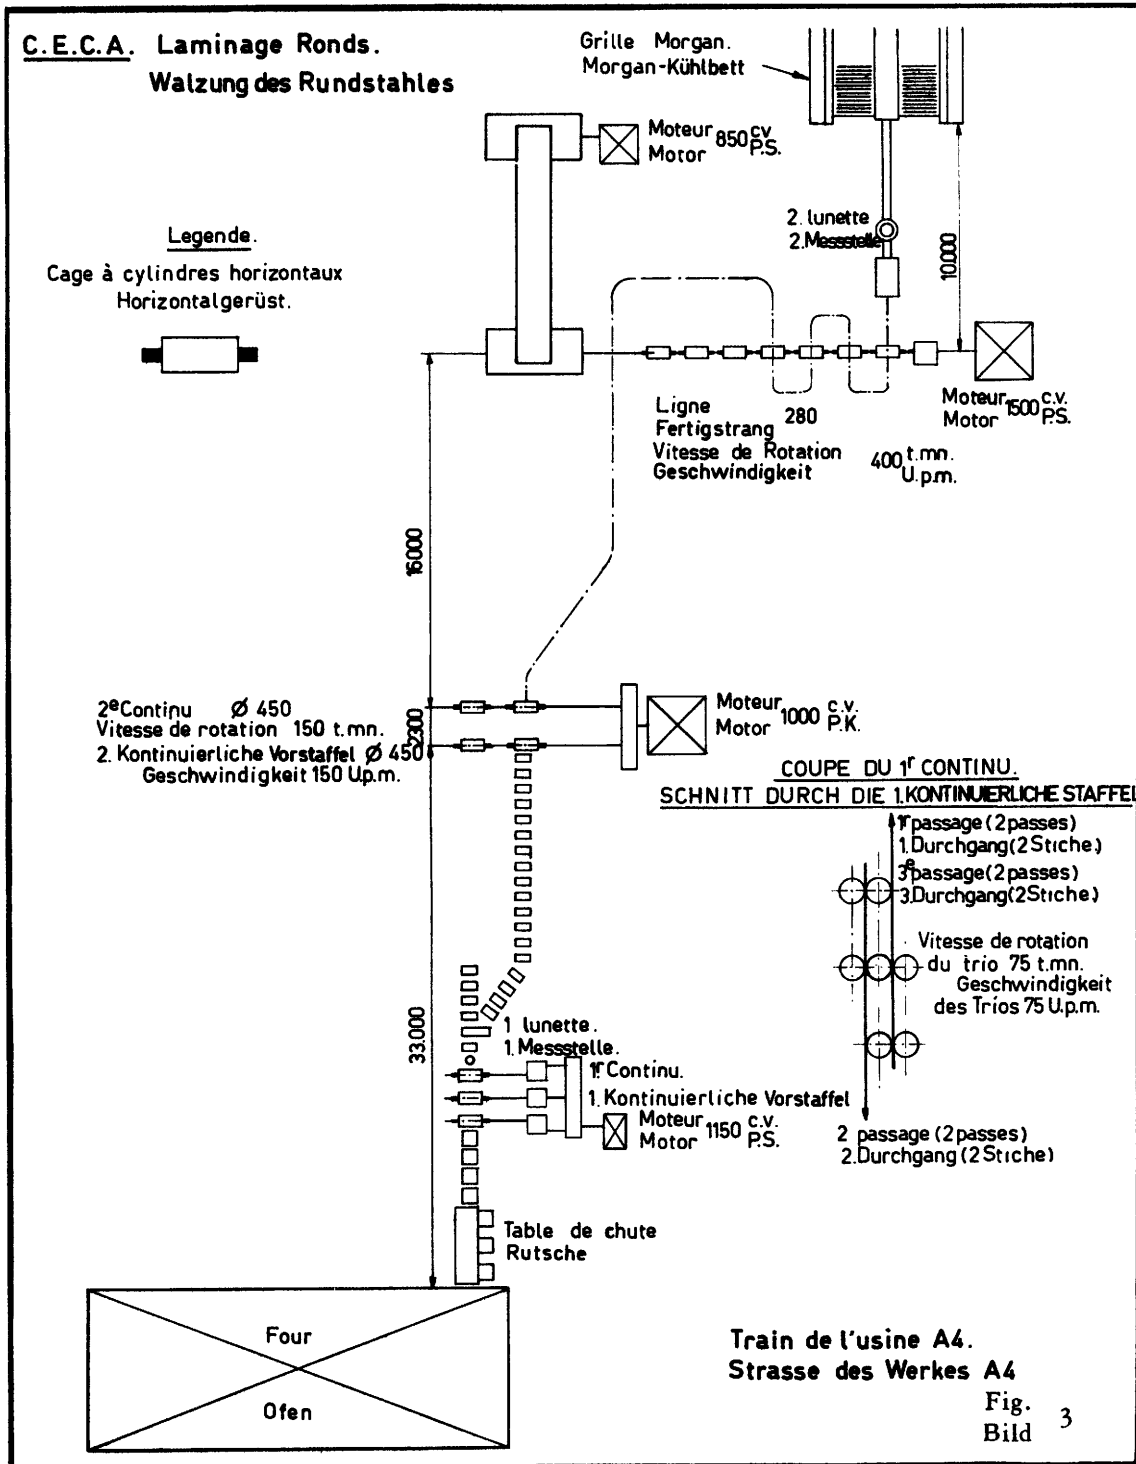 C.E.C.A. Laminage Ronds.
Walzung des Rundstahles
Grille Morgan.
Morgan-Kühlbett
Moteur 850 c.v.
Motor P.S.
Legende.
Cage à cylindres horizontaux
Horizontalgerüst.
2. lunette
2. Messstelle
10.000
Moteur 1500 c.v.
Motor P.S.
Ligne 280
Fertigstrang
Vitesse de Rotation 400 t.mn.
Geschwindigkeit U.p.m.
16000
2e Continu Ø 450
Vitesse de rotation 150 t.mn.
2. Kontinuierliche Vorstaffel Ø 450
Geschwindigkeit 150 U.p.m.
2300
Moteur 1000 c.v.
Motor P.K.
COUPE DU 1r CONTINU.
SCHNITT DURCH DIE 1. KONTINUIERLICHE STAFFEL
1r passage (2 passes)
1. Durchgang (2 Stiche)
3e passage (2 passes)
3. Durchgang (2 Stiche)
Vitesse de rotation
du trio 75 t.mn.
Geschwindigkeit
des Trios 75 U.p.m.
2 passage (2 passes)
2. Durchgang (2 Stiche)
33.000
1 lunette.
1. Messstelle.
1r Continu.
1. Kontinuierliche Vorstaffel
Moteur 1150 c.v.
Motor P.S.
Table de chute
Rutsche
Four
Ofen
Train de l'usine A4.
Strasse des Werkes A4
Fig. 3
Bild